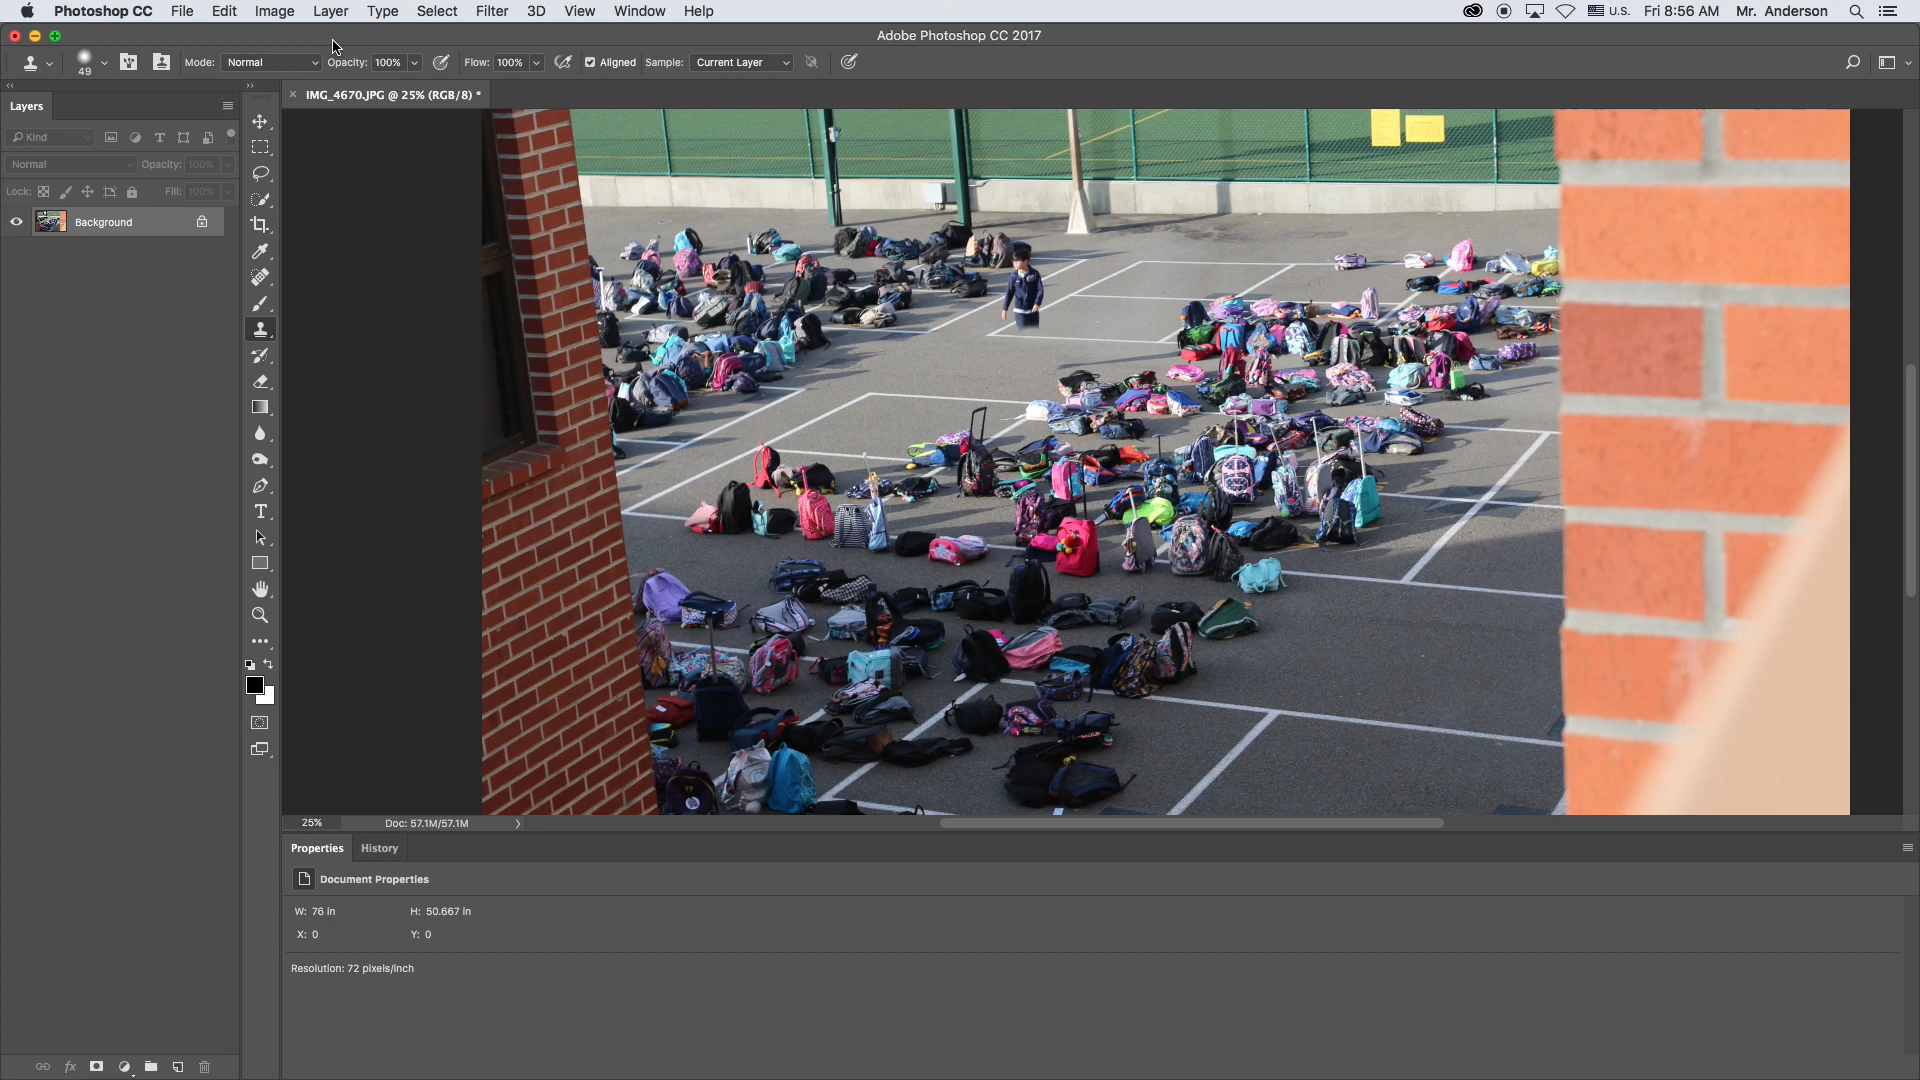 Photoshop CC File Edit Image Layer Type Select Filter 3D View Window Help U.S. Fri 8:56 AM Mr. Anderson
Adobe Photoshop CC 2017
49 Mode: Normal Opacity: 100% Flow: 100% Aligned Sample: Current Layer
Layers
IMG_4670.JPG @ 25% (RGB/8) *
Kind
Normal Opacity: 100%
Lock: Fill: 100%
Background
25% Doc: 57.1M/57.1M
Properties History
Document Properties
W: 76 in H: 50.667 in
X: 0 Y: 0
Resolution: 72 pixels/inch
fx